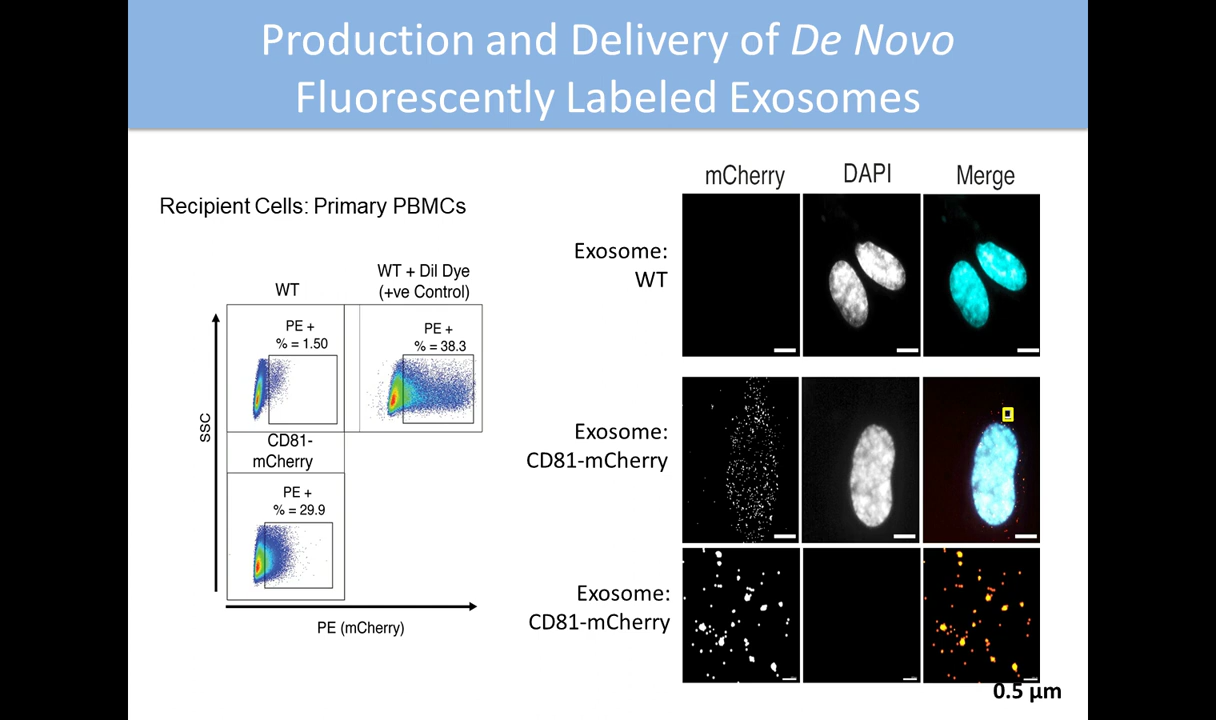 Production and Delivery of De Novo
Fluorescently Labeled Exosomes
Recipient Cells: Primary PBMCs
WT
WT + Dil Dye
(+ve Control)
PE +
% = 1.50
PE +
% = 38.3
CD81-
mCherry
PE +
% = 29.9
SSC
PE (mCherry)
mCherry
DAPI
Merge
Exosome:
WT
Exosome:
CD81-mCherry
Exosome:
CD81-mCherry
0.5 μm